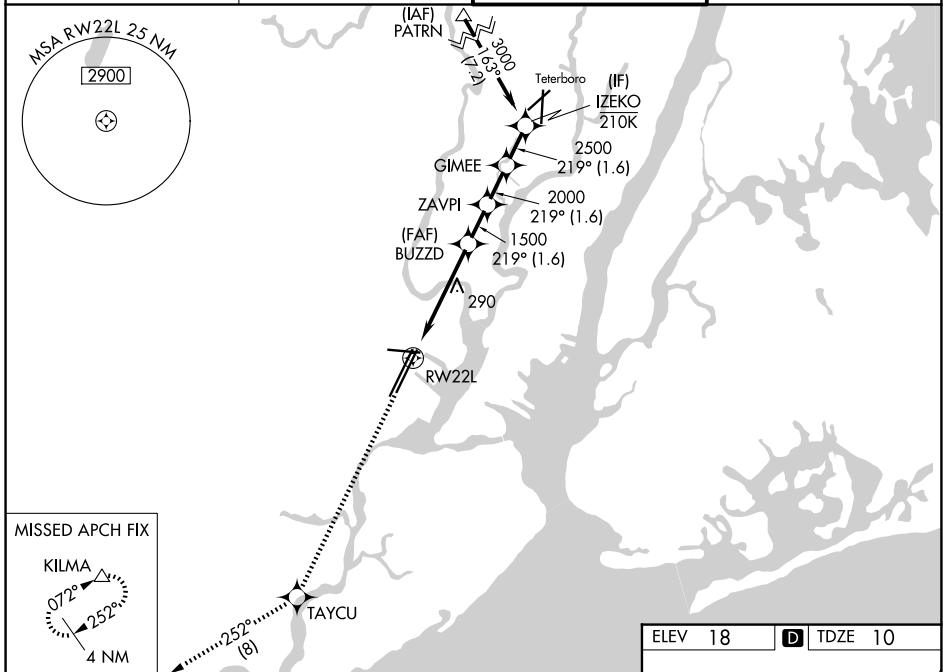 MSA RW22L 25 NM
2900
(IAF)
PATRN
3000
163°
(7.2)
Teterboro
(IF)
IZEKO
210K
2500
219° (1.6)
GIMEE
2000
219° (1.6)
ZAVPI
(FAF)
BUZZD
1500
219° (1.6)
290
RW22L
MISSED APCH FIX
KILMA
072°
252°
4 NM
TAYCU
252°
(8)
ELEV 18 D TDZE 10